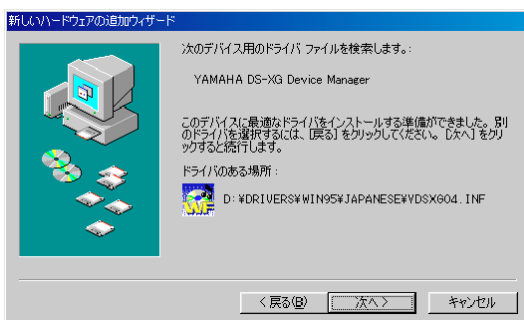 新しいハードウェアの追加ウィザード
次のデバイス用のドライバ ファイルを検索します。:
YAMAHA DS-XG Device Manager
このデバイスに最適なドライバをインストールする準備ができました。別
のドライバを選択するには、[戻る] をクリックしてください。[次へ] をクリ
ックすると続行します。
ドライバのある場所:
D:¥DRIVERS¥WIN95¥JAPANESE¥YDSXG04.INF
< 戻る(B)
次へ >
キャンセル